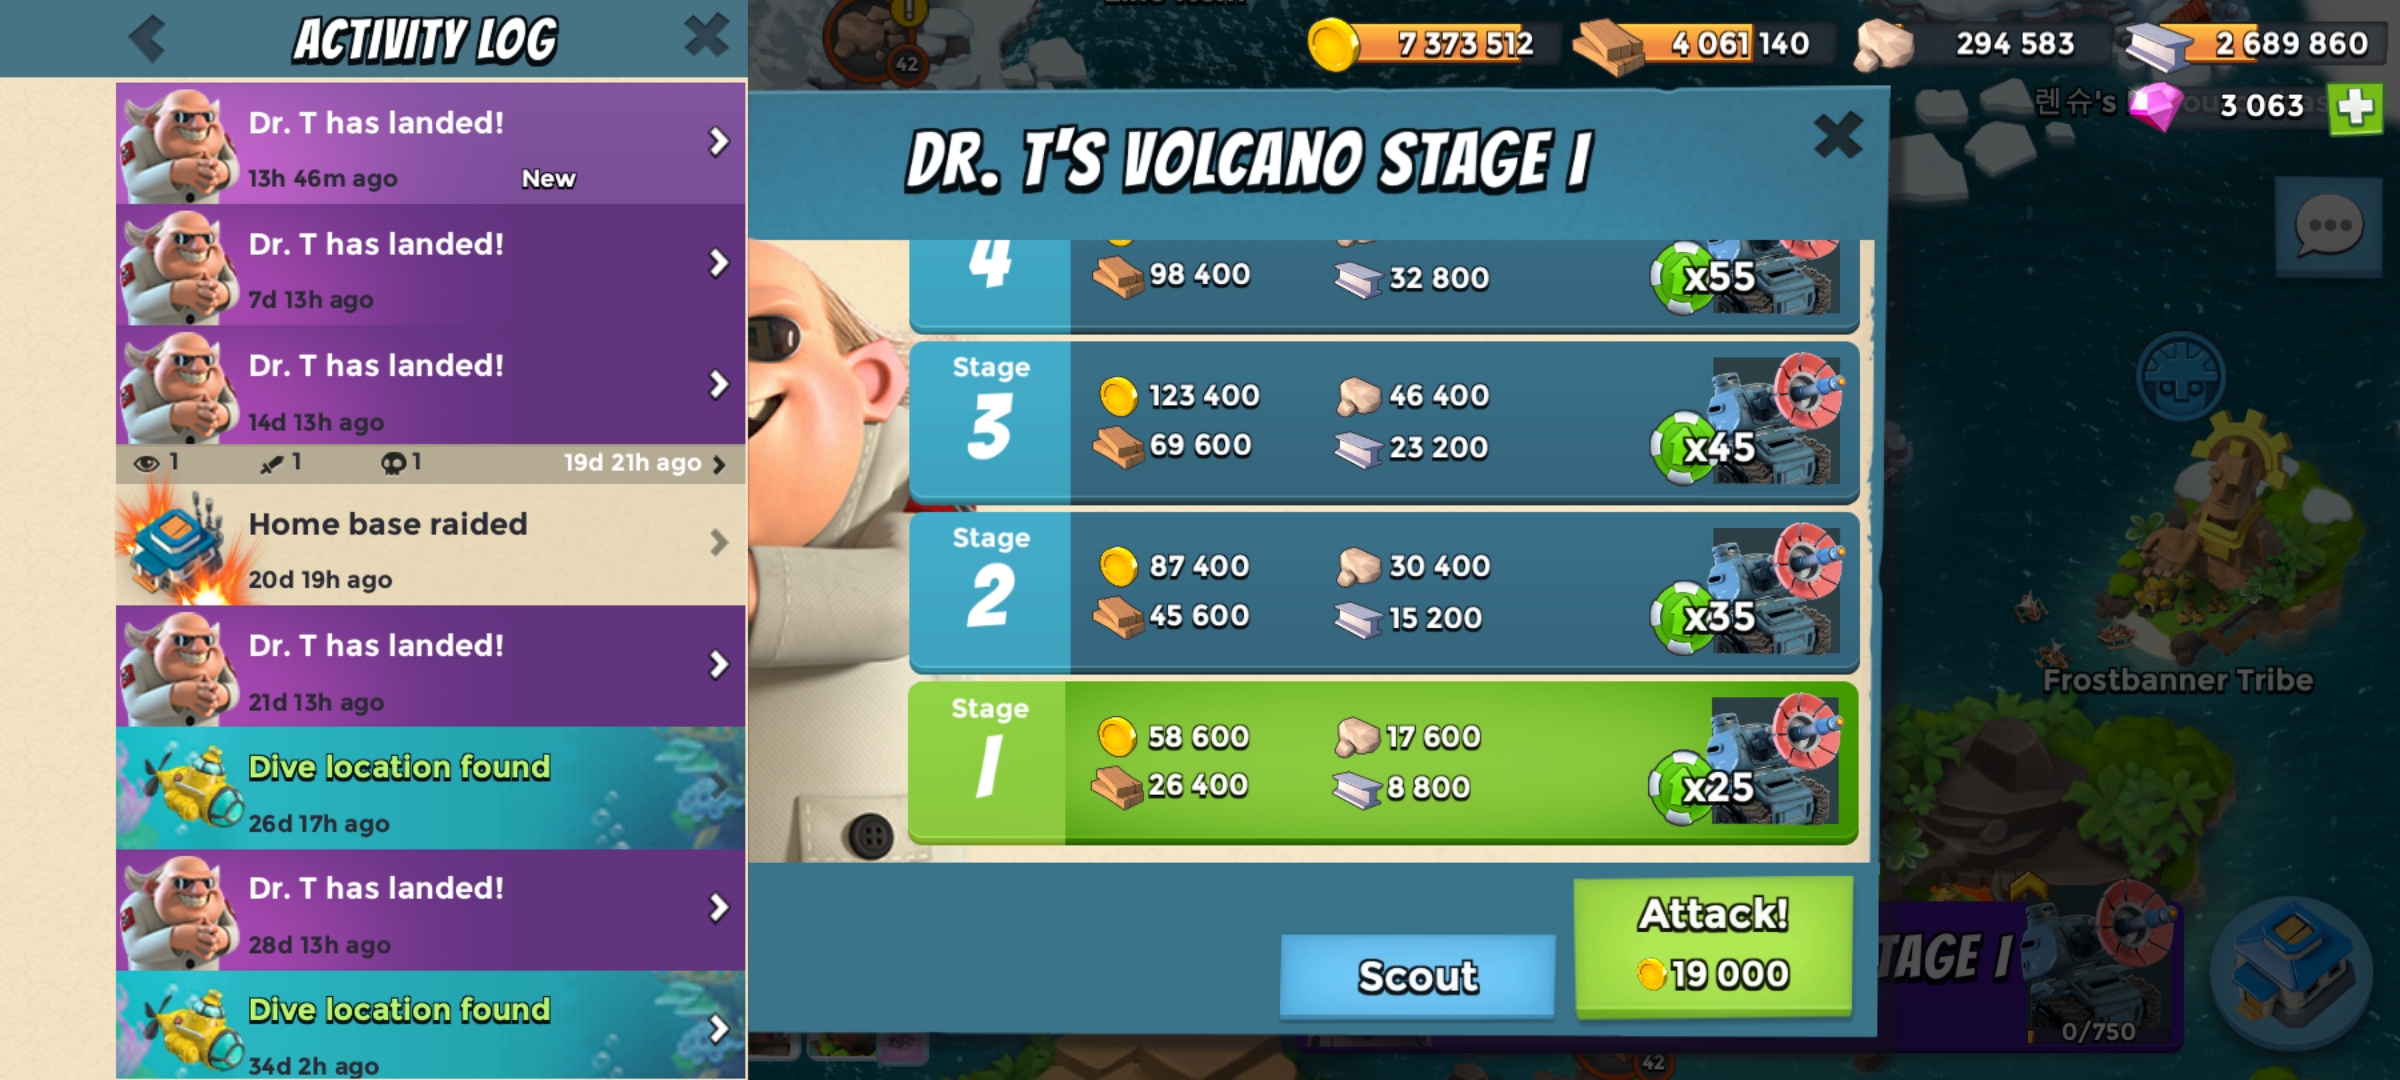 ACTIVITY LOG
Dr. T has landed!
13h 46m ago
New
Dr. T has landed!
7d 13h ago
Dr. T has landed!
14d 13h ago
1 1 1 19d 21h ago
Home base raided
20d 19h ago
Dr. T has landed!
21d 13h ago
Dive location found
26d 17h ago
Dr. T has landed!
28d 13h ago
Dive location found
34d 2h ago
42
7 373 512
4 061 140
294 583
2 689 860
렌슈's
3 063
DR. T'S VOLCANO STAGE I
4
98 400
32 800
x55
Stage
3
123 400
46 400
69 600
23 200
x45
Stage
2
87 400
30 400
45 600
15 200
x35
Stage
1
58 600
17 600
26 400
8 800
x25
Scout
Attack!
19 000
Frostbanner Tribe
TAGE I
0/750
42